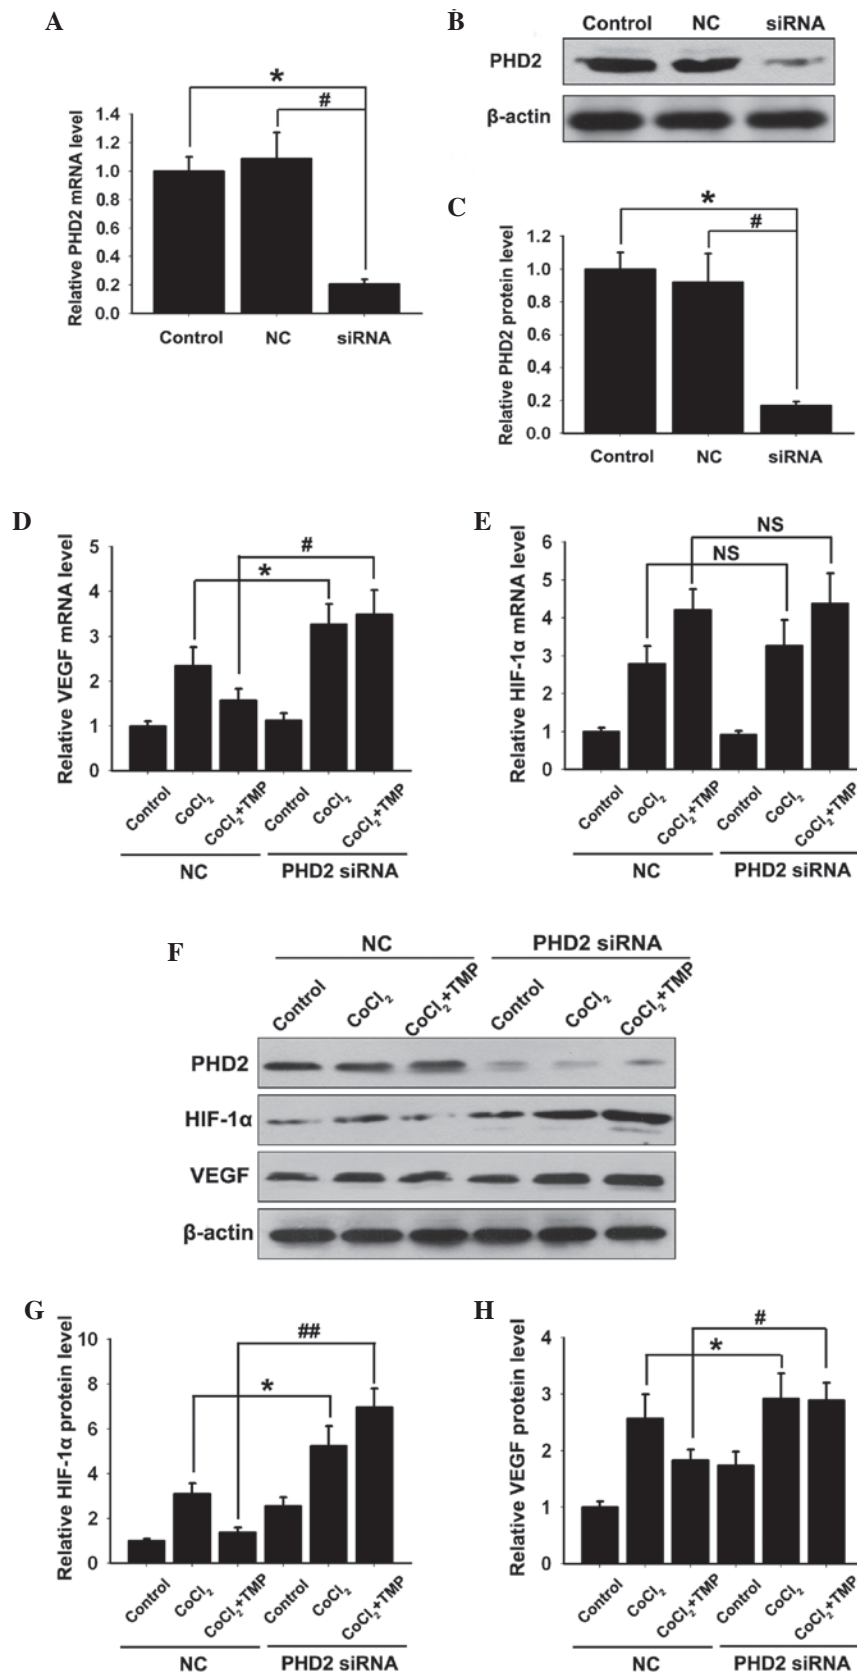 A
*
#
1.4
1.2
1.0
0.8
0.6
0.4
0.2
0.0
Relative PHD2 mRNA level
Control NC siRNA
B
Control NC siRNA
PHD2
β-actin
C
*
#
1.2
1.0
0.8
0.6
0.4
0.2
0.0
Relative PHD2 protein level
Control NC siRNA
D
#
*
5
4
3
2
1
0
Relative VEGF mRNA level
Control CoCl₂ CoCl₂+TMP Control CoCl₂ CoCl₂+TMP
NC PHD2 siRNA
E
NS
NS
6
5
4
3
2
1
0
Relative HIF-1α mRNA level
Control CoCl₂ CoCl₂+TMP Control CoCl₂ CoCl₂+TMP
NC PHD2 siRNA
F
NC PHD2 siRNA
Control CoCl₂ CoCl₂+TMP Control CoCl₂ CoCl₂+TMP
PHD2
HIF-1α
VEGF
β-actin
G
##
*
10
8
6
4
2
0
Relative HIF-1α protein level
Control CoCl₂ CoCl₂+TMP Control CoCl₂ CoCl₂+TMP
NC PHD2 siRNA
H
#
*
4
3
2
1
0
Relative VEGF protein level
Control CoCl₂ CoCl₂+TMP Control CoCl₂ CoCl₂+TMP
NC PHD2 siRNA